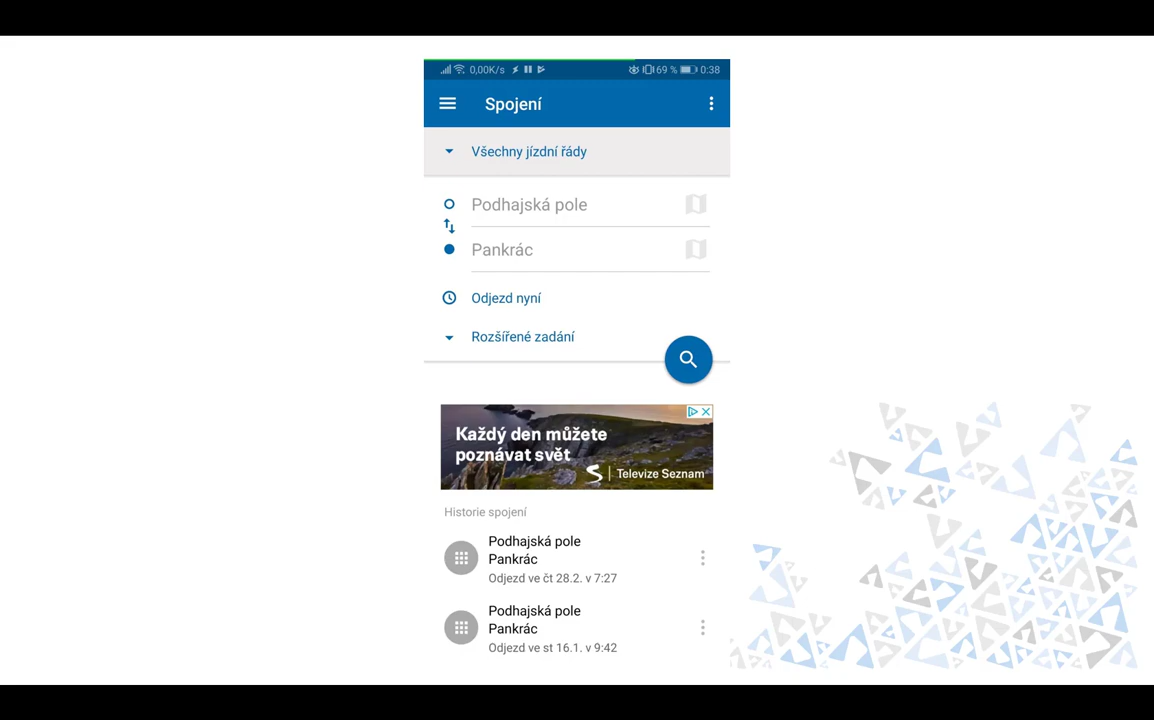 0,00K/s 69 % 0:38
Spojení
Všechny jízdní řády
Podhajská pole
Pankrác
Odjezd nyní
Rozšířené zadání
Každý den můžete
poznávat svět
Televize Seznam
Historie spojení
Podhajská pole
Pankrác
Odjezd ve čt 28.2. v 7:27
Podhajská pole
Pankrác
Odjezd ve st 16.1. v 9:42